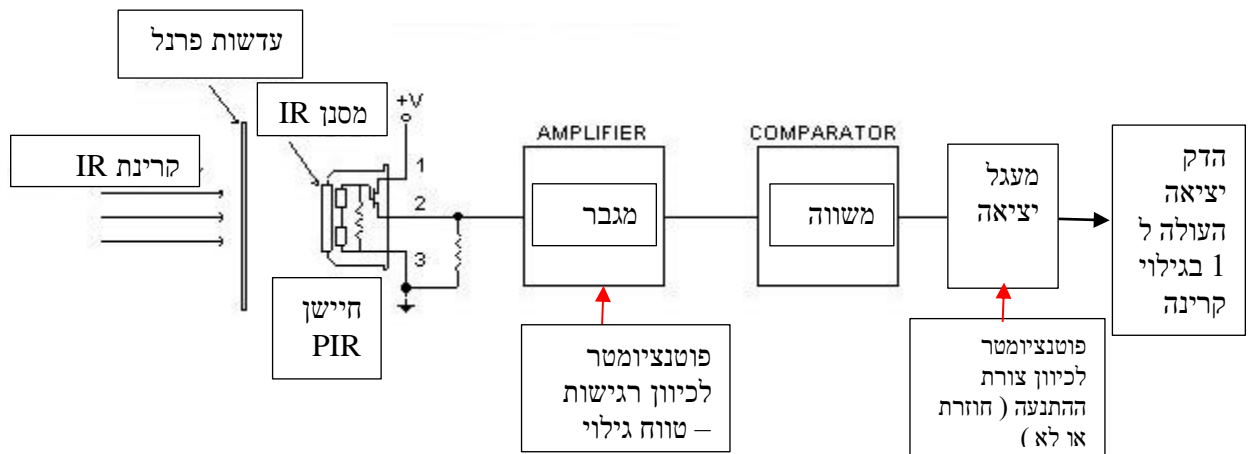 עדשות פרנל
מסנן IR
קרינת IR
+V
1
2
3
חיישן
PIR
AMPLIFIER
מגבר
COMPARATOR
משווה
מעגל
יציאה
הדק
יציאה
העולה ל
1 בגילוי
קרינה
פוטנציומטר
לכיוון רגישות
– טווח גילוי
פוטנציומטר
לכיוון צורת
ההתנעה ( חוזרת
או לא )